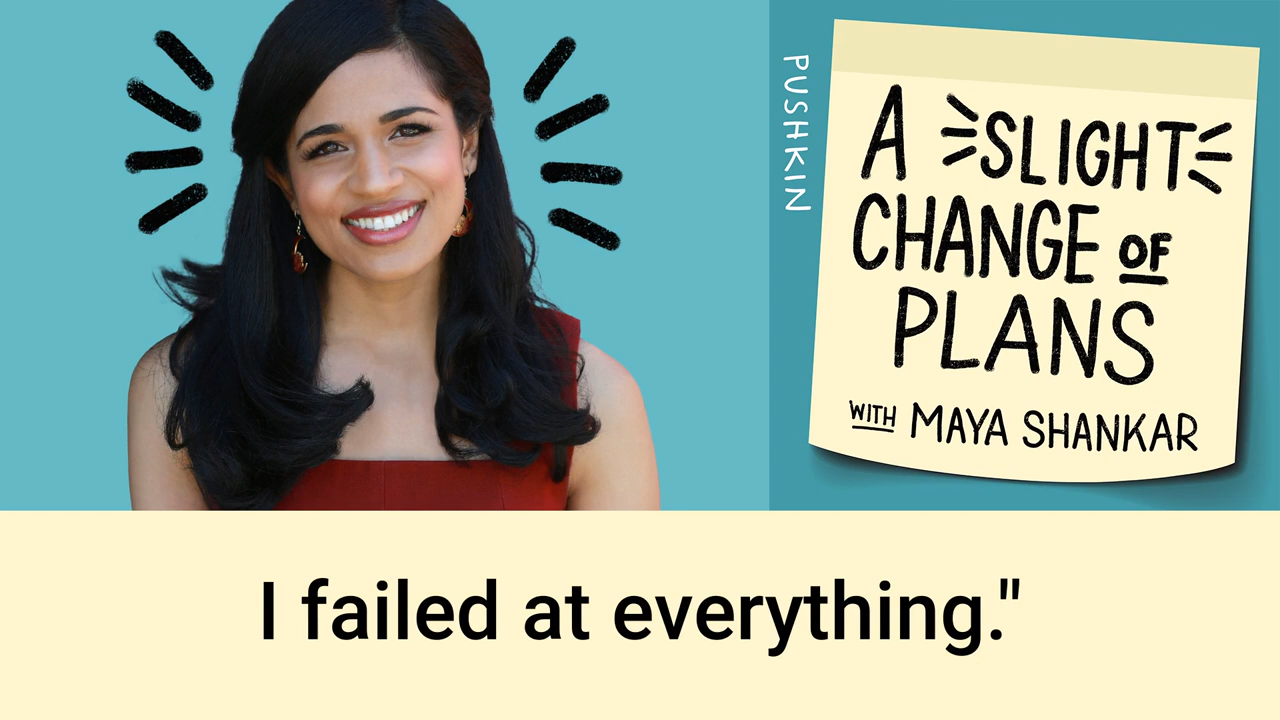 PUSHKIN
A SLIGHT
CHANGE OF
PLANS
WITH MAYA SHANKAR
I failed at everything."